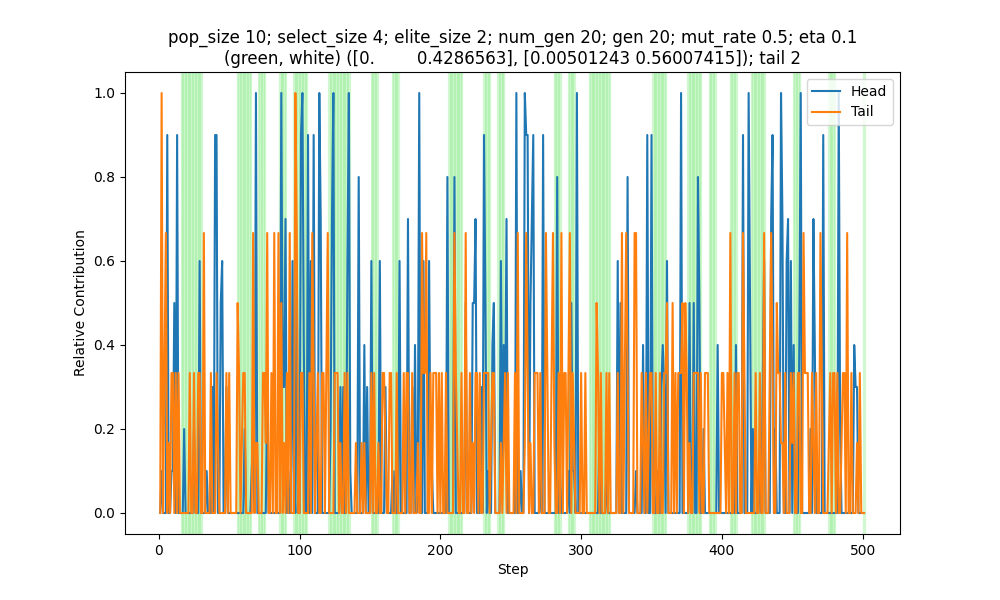 pop_size 10; select_size 4; elite_size 2; num_gen 20; gen 20; mut_rate 0.5; eta 0.1
(green, white) ([0.        0.4286563], [0.00501243 0.56007415]); tail 2
Head
Tail
1.0
0.8
0.6
0.4
0.2
0.0
Relative Contribution
0
100
200
300
400
500
Step